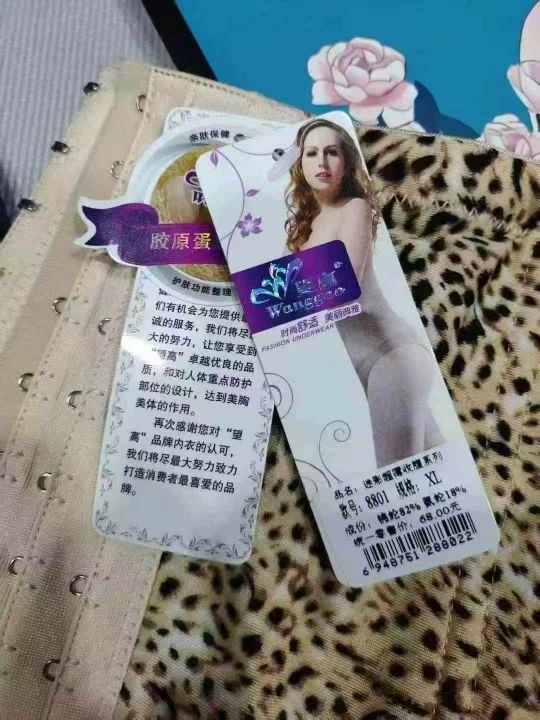 亲肤保健
胶原蛋
护肤功能整理
们有机会为您提供
诚的服务，我们将尽
大的努力，让您享受到
“望高”卓越优良的品
质，和对人体重点防护
部位的设计，达到美胸
美体的作用。
再次感谢您对“望
高”品牌内衣的认可，
我们将尽最大努力致力
打造消费者最喜爱的品
牌。
望高®
Wanggao
时尚舒适 美丽典雅
FASHION UNDERWEAR
品名：迷彩超薄收腹系列
款号：8801 规格：XL
成份：锦纶82% 氨纶18%
统一零售价：68.00元
6 948751 288022